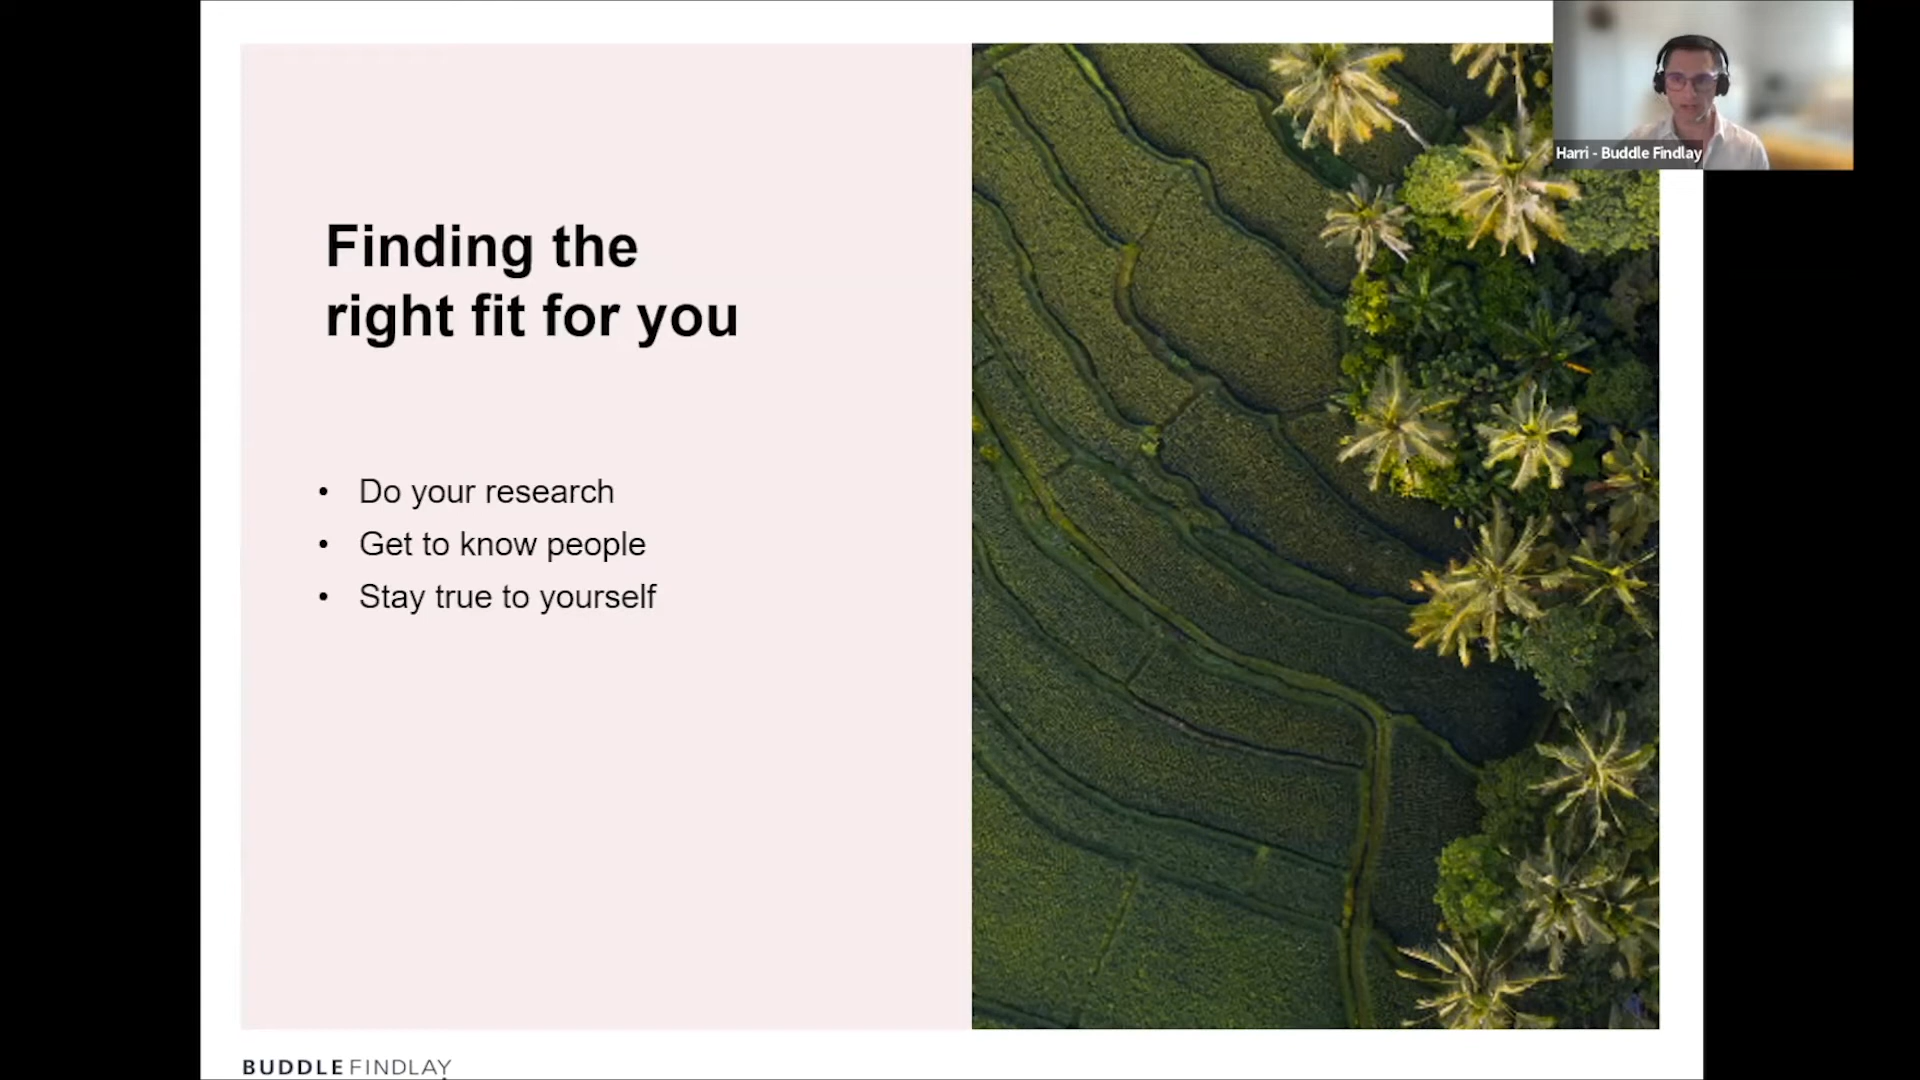 Harri - Buddle Findlay
Finding the
right fit for you
• Do your research
• Get to know people
• Stay true to yourself
BUDDLE FINDLAY